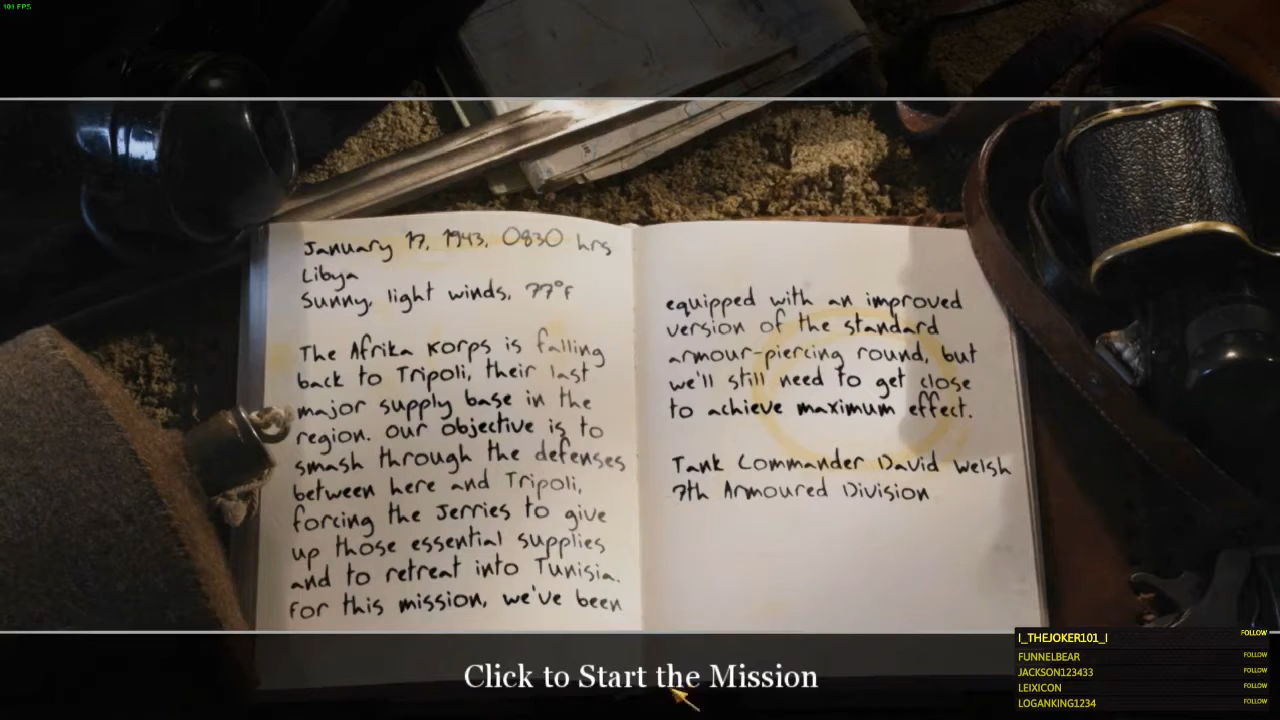 101 FPS
January 17, 1943, 0830 hrs
Libya
Sunny, light winds, 77°F
The Afrika Korps is falling
back to Tripoli, their last
major supply base in the
region. Our objective is to
smash through the defenses
between here and Tripoli,
forcing the Jerries to give
up those essential supplies
and to retreat into Tunisia.
For this mission, we've been
equipped with an improved
version of the standard
armour-piercing round, but
we'll still need to get close
to achieve maximum effect.
Tank Commander David Welsh
7th Armoured Division
Click to Start the Mission
I_THEJOKER101_I FOLLOW
FUNNELBEAR FOLLOW
JACKSON123433 FOLLOW
LEIXICON FOLLOW
LOGANKING1234 FOLLOW